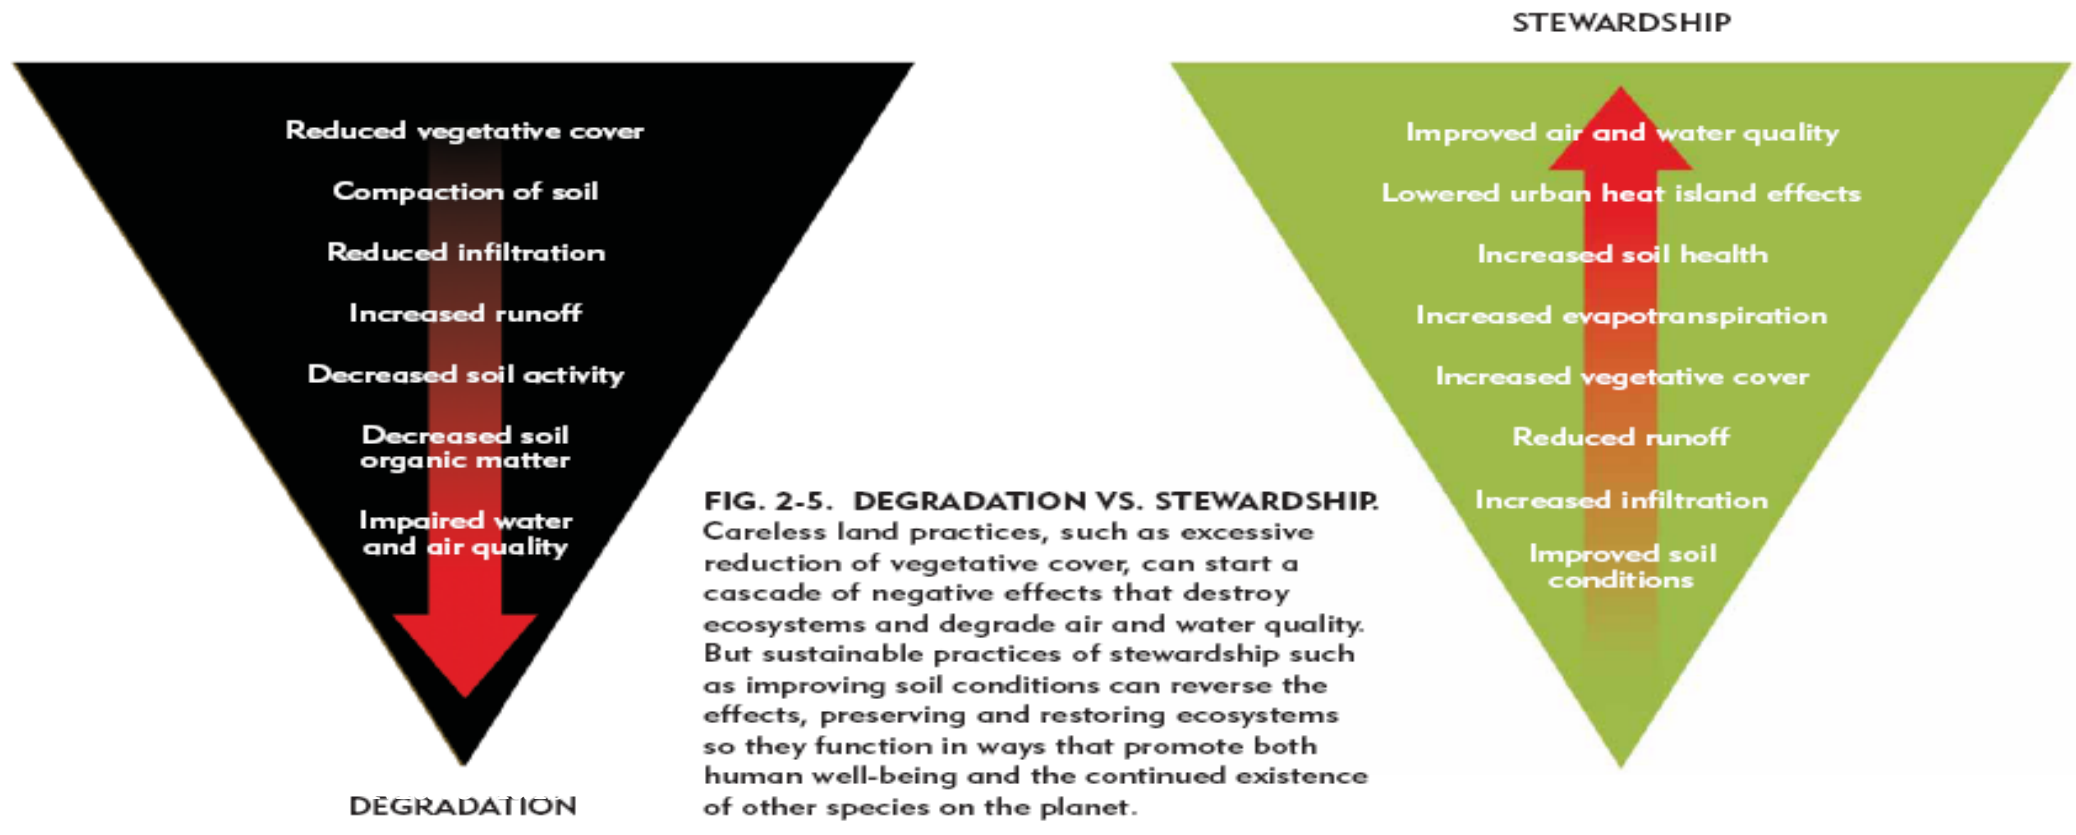 Reduced vegetative cover
Compaction of soil
Reduced infiltration
Increased runoff
Decreased soil activity
Decreased soil
organic matter
Impaired water
and air quality
DEGRADATION
FIG. 2-5. DEGRADATION VS. STEWARDSHIP.
Careless land practices, such as excessive
reduction of vegetative cover, can start a
cascade of negative effects that destroy
ecosystems and degrade air and water quality.
But sustainable practices of stewardship such
as improving soil conditions can reverse the
effects, preserving and restoring ecosystems
so they function in ways that promote both
human well-being and the continued existence
of other species on the planet.
STEWARDSHIP
Improved air and water quality
Lowered urban heat island effects
Increased soil health
Increased evapotranspiration
Increased vegetative cover
Reduced runoff
Increased infiltration
Improved soil
conditions